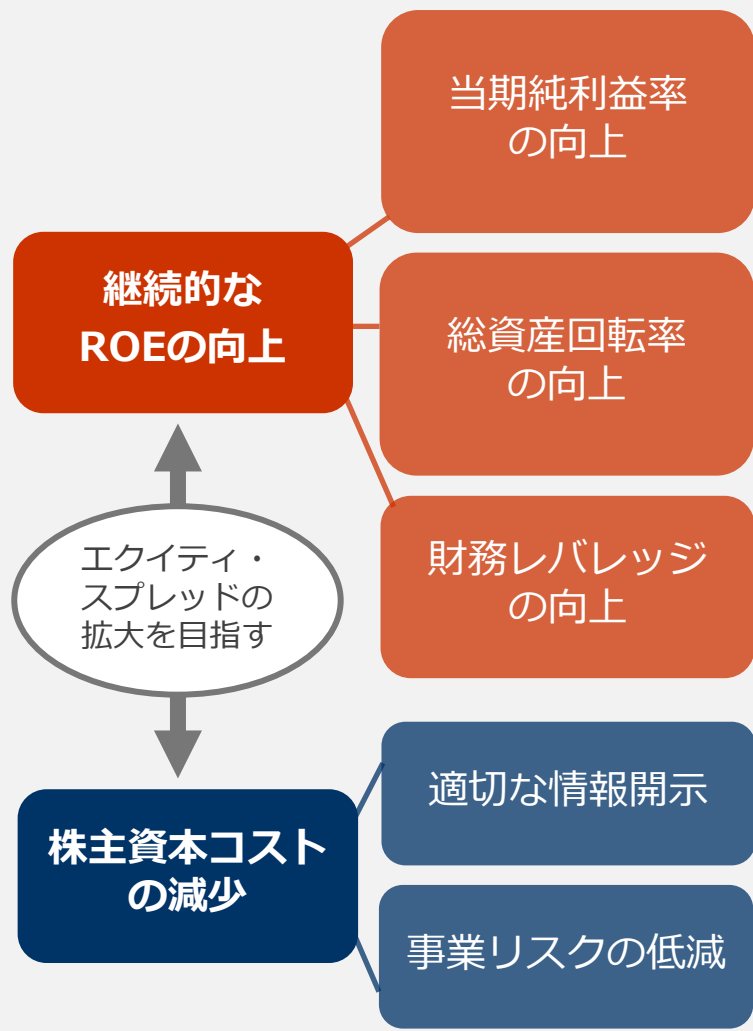 当期純利益率
の向上
継続的な
ROEの向上
総資産回転率
の向上
財務レバレッジ
の向上
エクイティ・
スプレッドの
拡大を目指す
適切な情報開示
株主資本コスト
の減少
事業リスクの低減